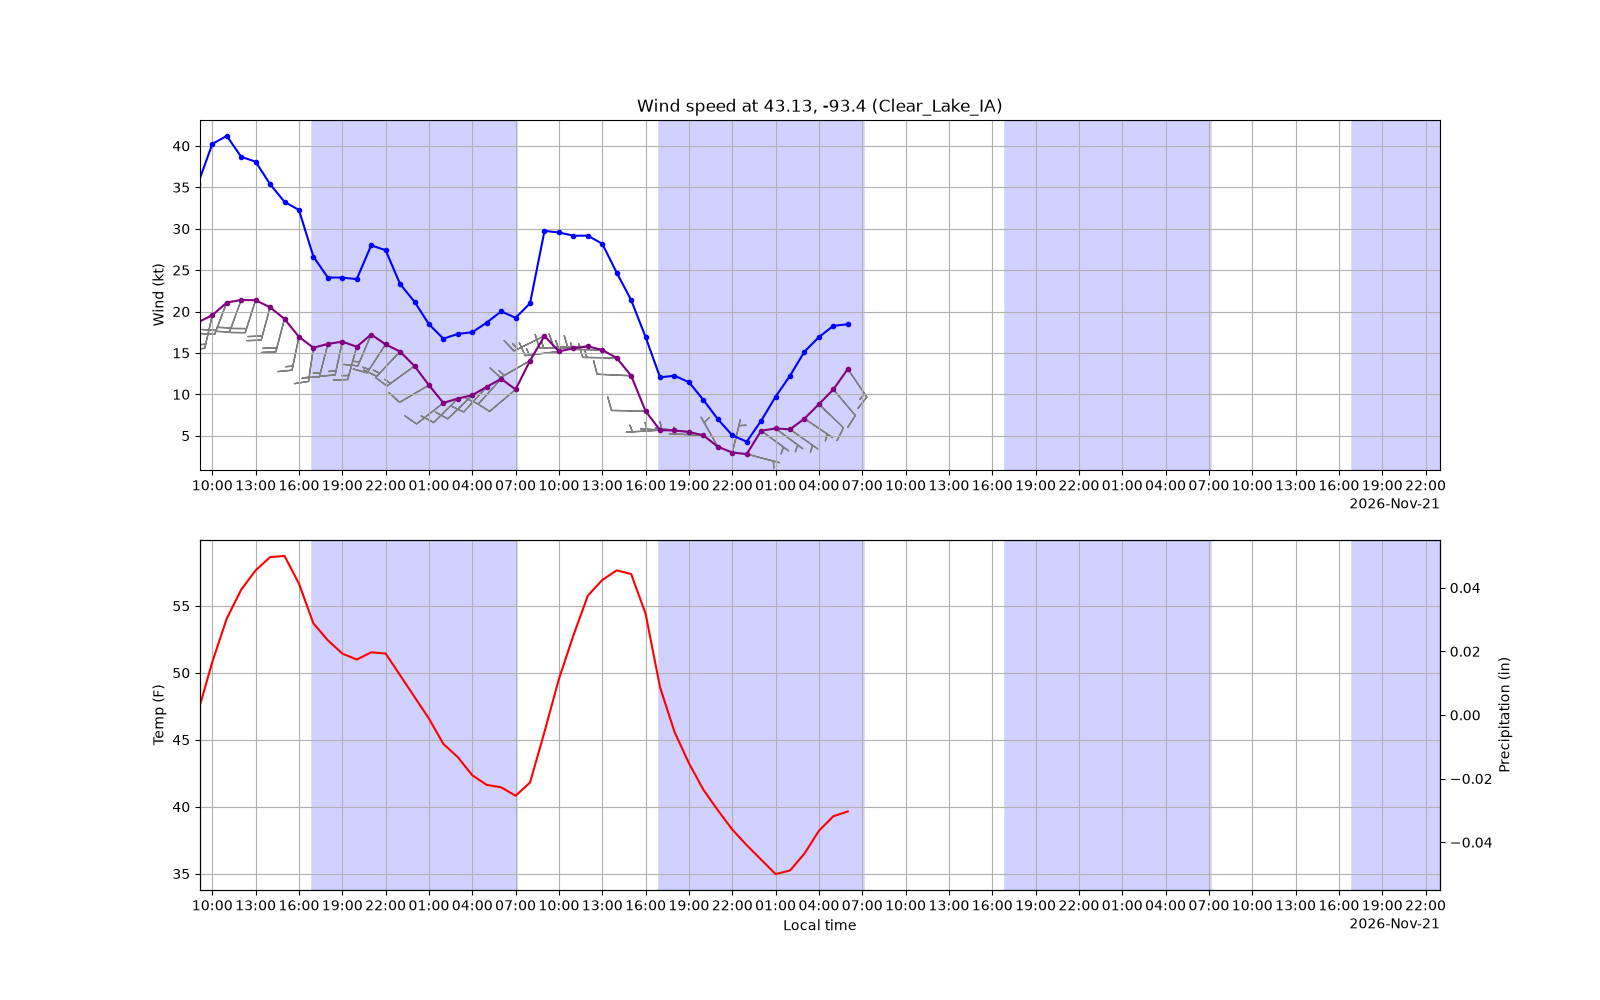 Wind speed at 43.13, -93.4 (Clear_Lake_IA)
Wind (kt)
40
35
30
25
20
15
10
5
10:00 13:00 16:00 19:00 22:00 01:00 04:00 07:00 10:00 13:00 16:00 19:00 22:00 01:00 04:00 07:00 10:00 13:00 16:00 19:00 22:00 01:00 04:00 07:00 10:00 13:00 16:00 19:00 22:00
2026-Nov-21
Temp (F)
55
50
45
40
35
0.04
0.02
0.00
−0.02
−0.04
Precipitation (in)
10:00 13:00 16:00 19:00 22:00 01:00 04:00 07:00 10:00 13:00 16:00 19:00 22:00 01:00 04:00 07:00 10:00 13:00 16:00 19:00 22:00 01:00 04:00 07:00 10:00 13:00 16:00 19:00 22:00
Local time
2026-Nov-21